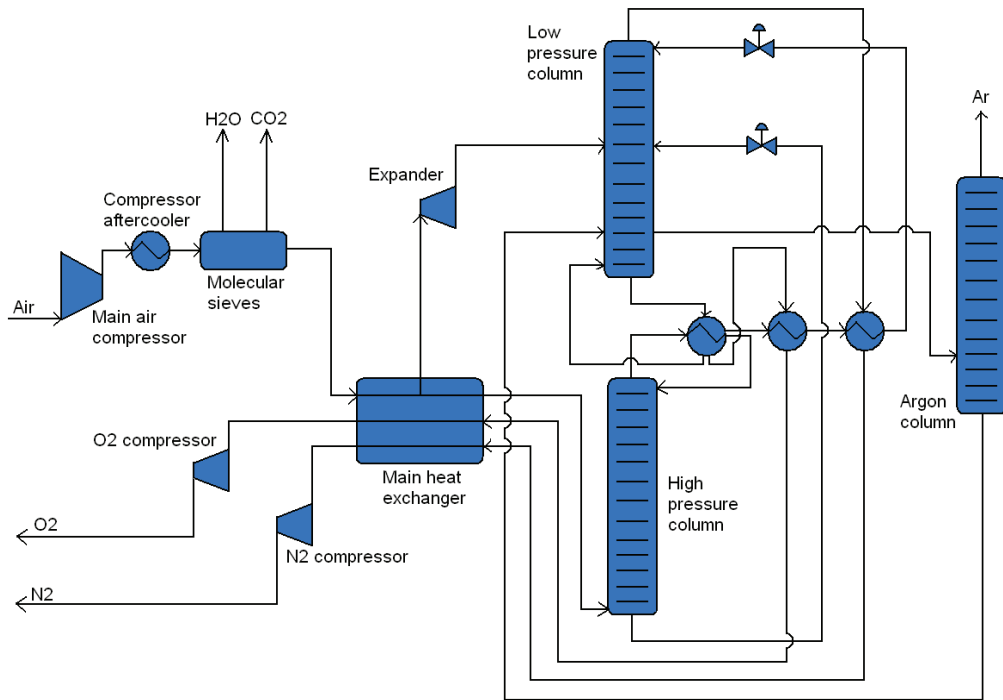 Low
pressure
column
Ar
H2O
CO2
Expander
Compressor
aftercooler
Molecular
sieves
Air
Main air
compressor
Argon
column
O2 compressor
Main heat
exchanger
High
pressure
column
O2
N2 compressor
N2